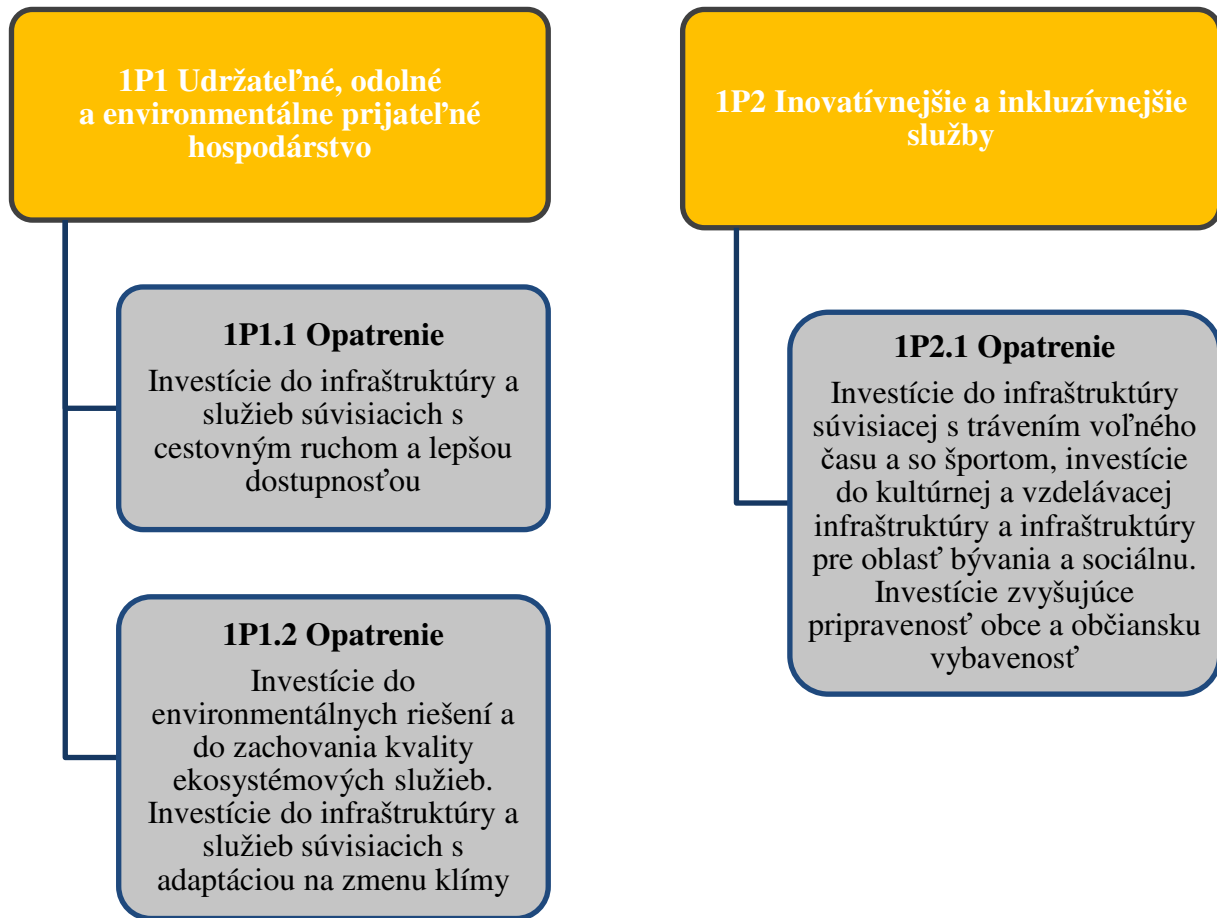 1P1 Udržateľné, odolné
a environmentálne prijateľné
hospodárstvo
1P1.1 Opatrenie
Investície do infraštruktúry a
služieb súvisiacich s
cestovným ruchom a lepšou
dostupnosťou
1P1.2 Opatrenie
Investície do
environmentálnych riešení a
do zachovania kvality
ekosystémových služieb.
Investície do infraštruktúry a
služieb súvisiacich s
adaptáciou na zmenu klímy
1P2 Inovatívnejšie a inkluzívnejšie
služby
1P2.1 Opatrenie
Investície do infraštruktúry
súvisiacej s trávením voľného
času a so športom, investície
do kultúrnej a vzdelávacej
infraštruktúry a infraštruktúry
pre oblasť bývania a sociálnu.
Investície zvyšujúce
pripravenosť obce a občiansku
vybavenosť